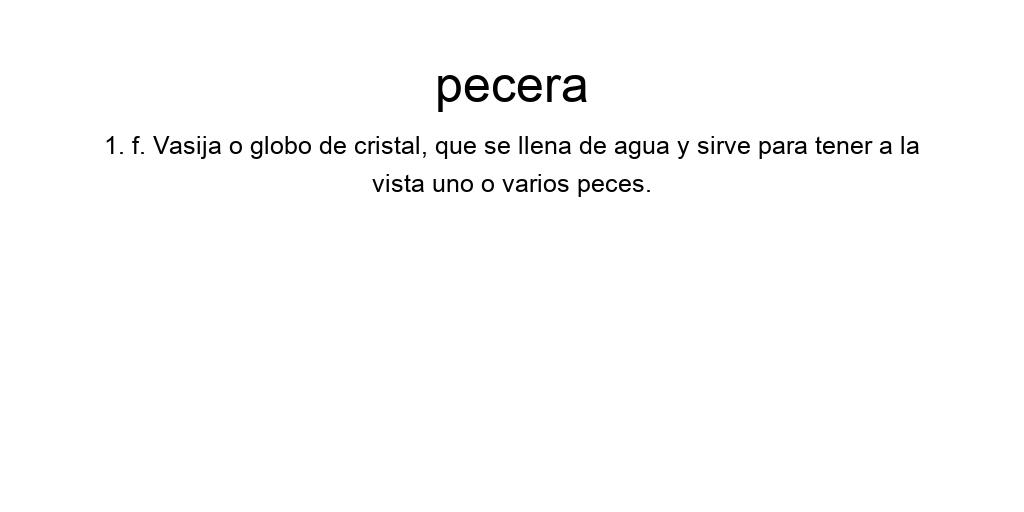 pecera
1. f. Vasija o globo de cristal, que se llena de agua y sirve para tener a la
vista uno o varios peces.